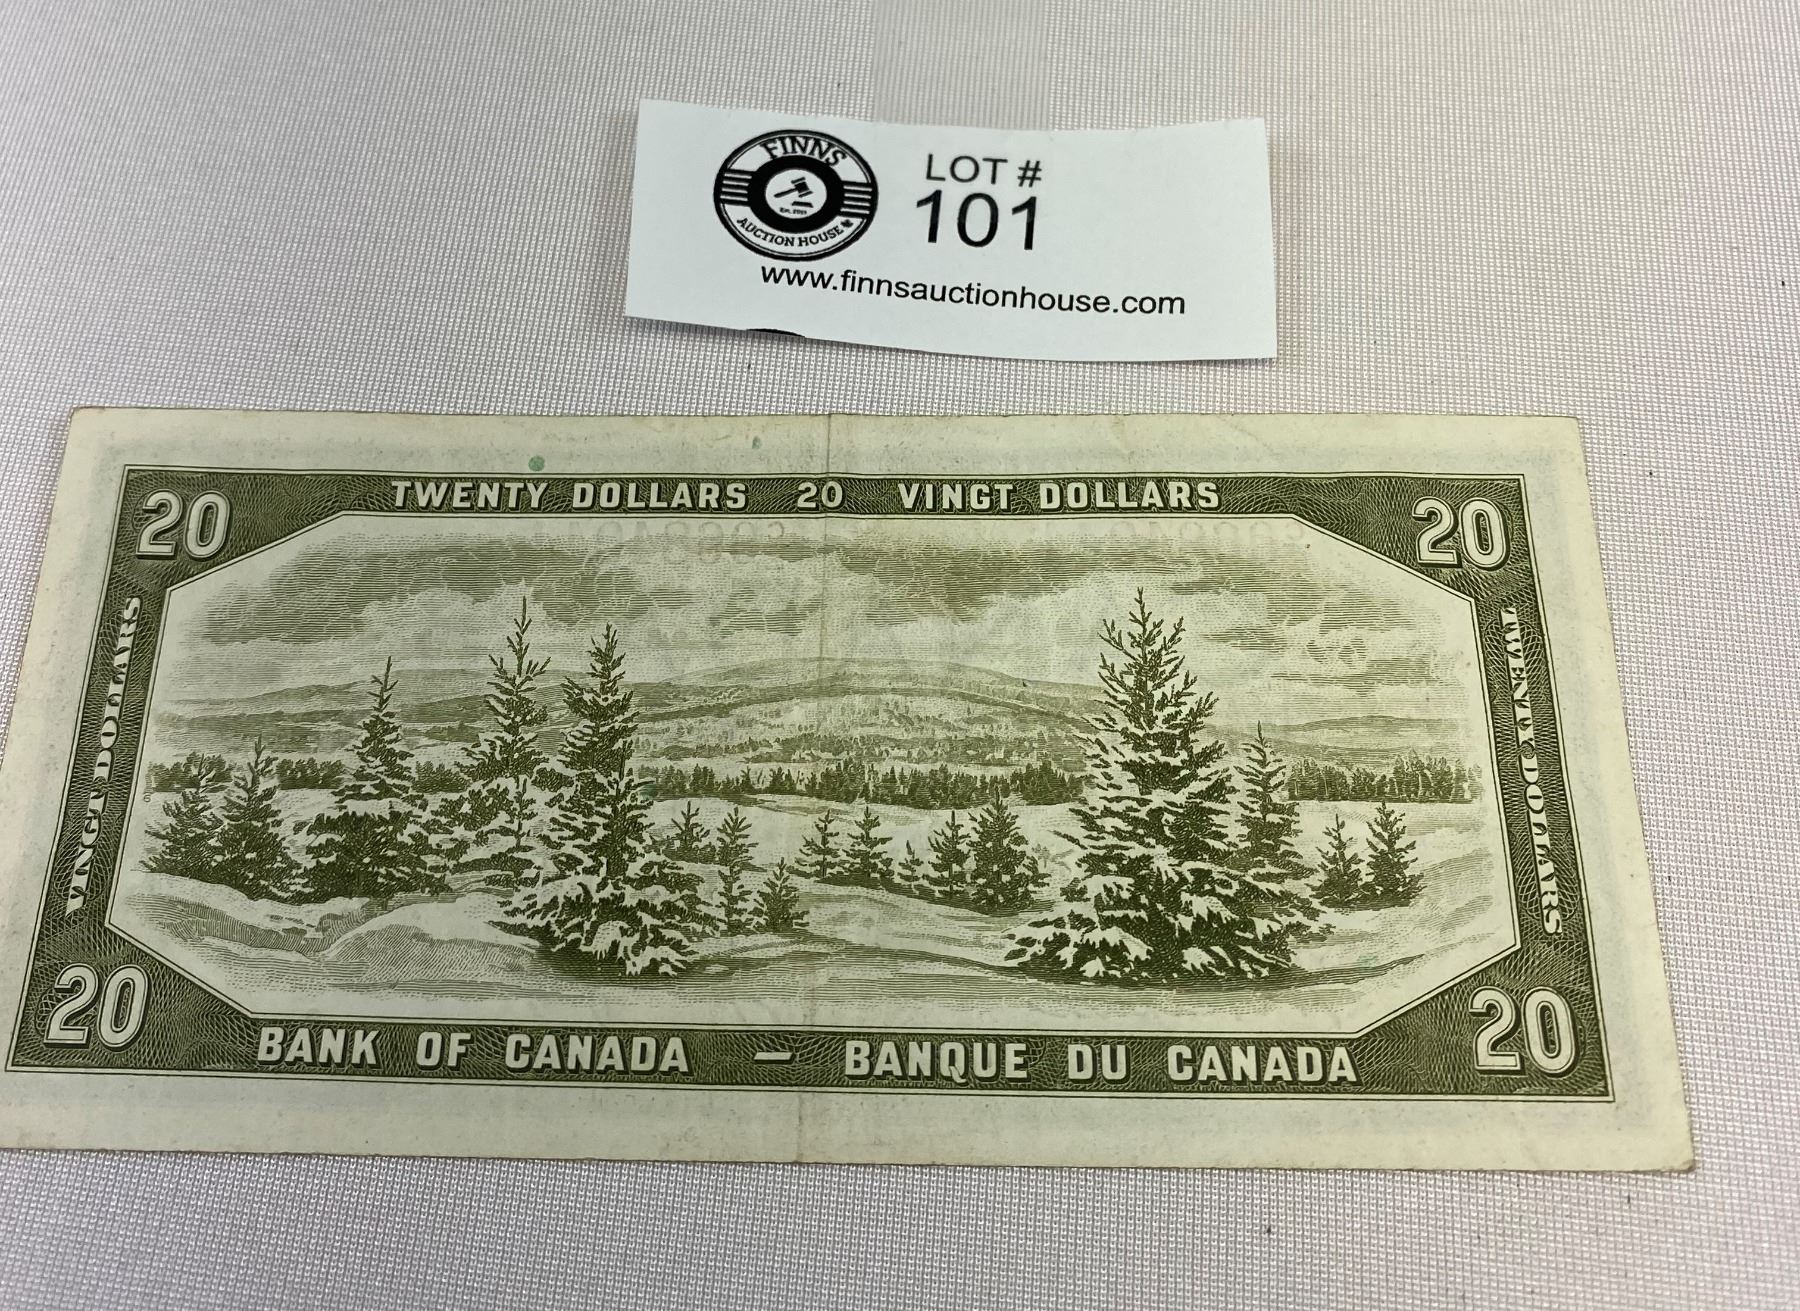 FINNS
AUCTION HOUSE
LOT #
101
www.finnsauctionhouse.com
20 TWENTY DOLLARS 20 VINGT DOLLARS 20
VINGT DOLLARS
TWENTY DOLLARS
20 BANK OF CANADA — BANQUE DU CANADA 20